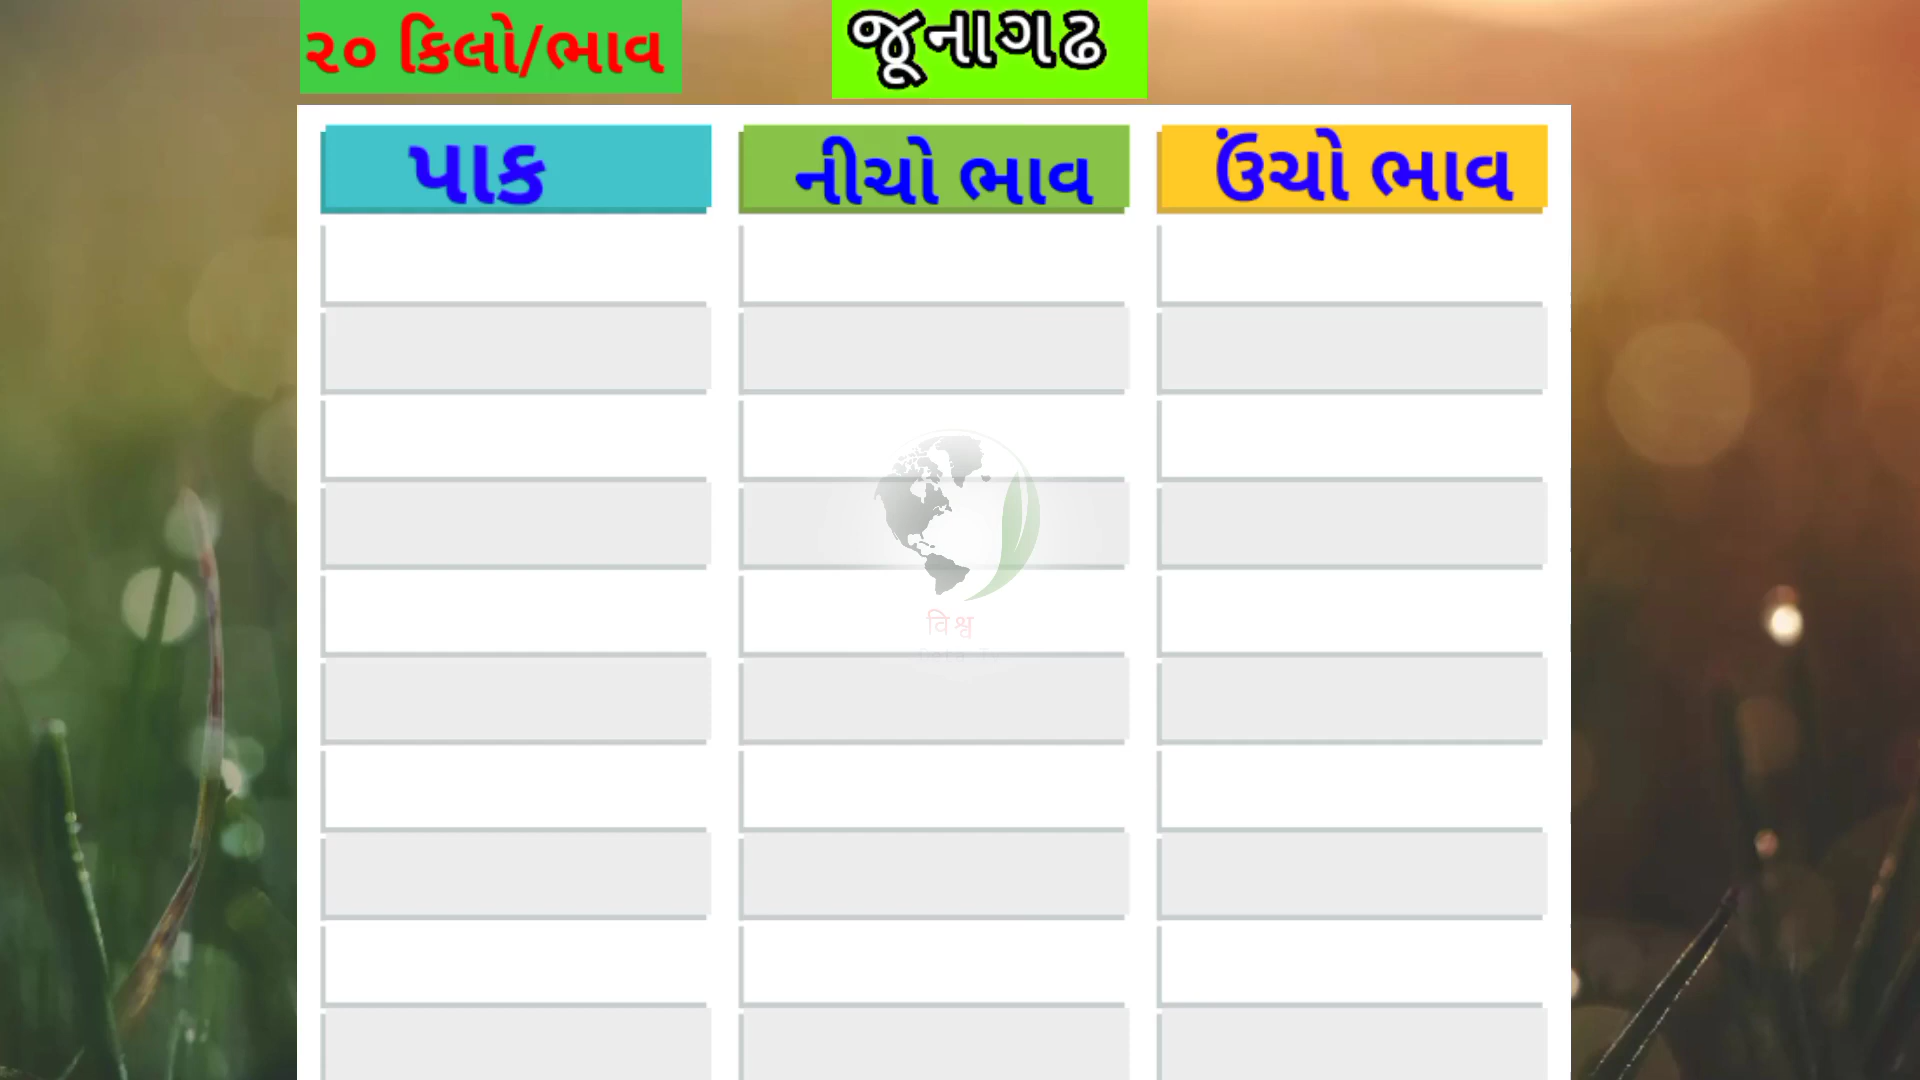 ૨૦ કિલો/ભાવ
જૂનાગઢ
પાક
નીચો ભાવ
ઉંચો ભાવ
विश्व